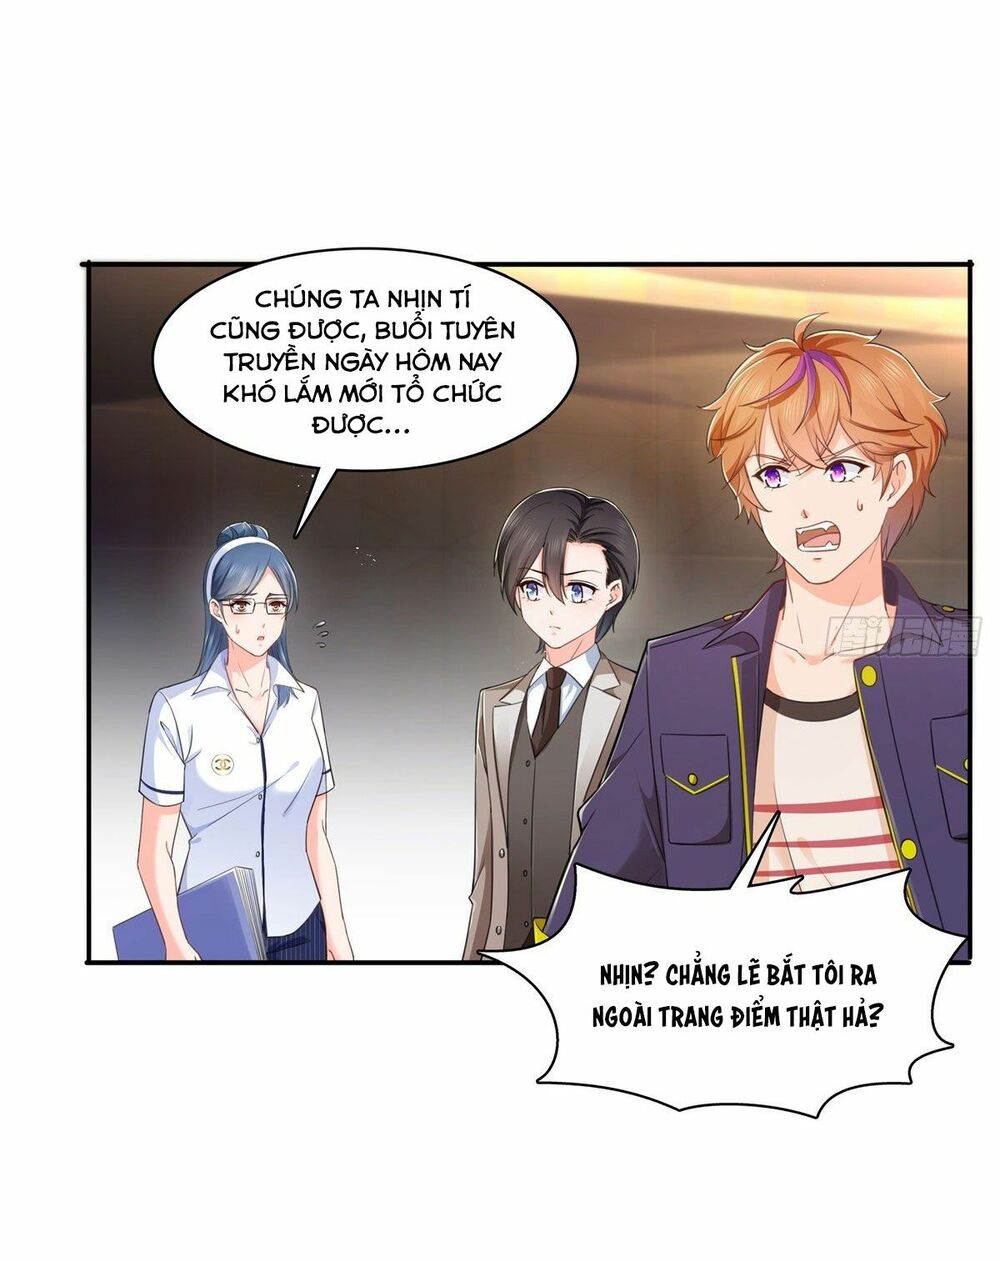 CHÚNG TA NHỊN TÍ
CŨNG ĐƯỢC, BUỔI TUYÊN
TRUYỀN NGÀY HÔM NAY
KHÓ LẮM MỚI TỔ CHỨC
ĐƯỢC...
NHỊN? CHẲNG LẼ BẮT TÔI RA
NGOÀI TRANG ĐIỂM THẬT HẢ?